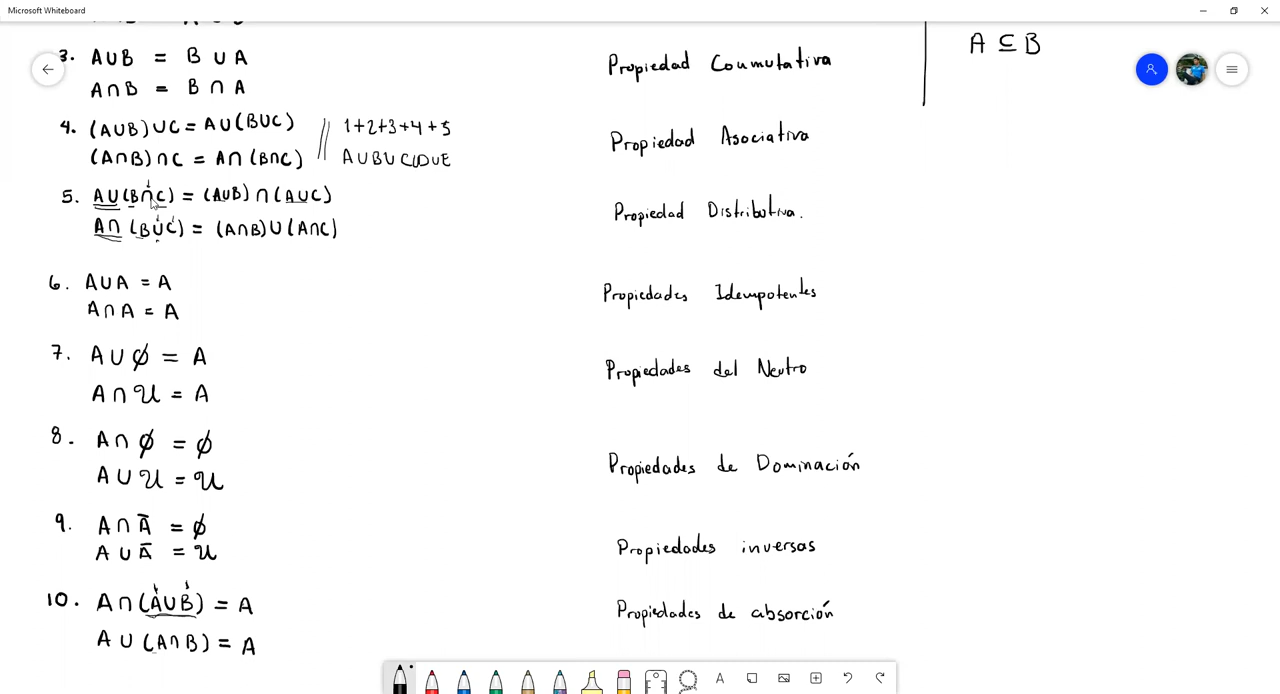 Microsoft Whiteboard
3. A∪B = B ∪ A
A∩B = B ∩ A
Propiedad Conmutativa
A ⊆ B
4. (A∪B)∪C = A∪(B∪C)
(A∩B)∩C = A∩(B∩C)
1+2+3+4+5
A∪B∪C∪D∪E
Propiedad Asociativa
5. A∪(B∩C) = (A∪B)∩(A∪C)
A∩(B∪C) = (A∩B)∪(A∩C)
Propiedad Distributiva.
6. A∪A = A
A∩A = A
Propiedades Idempotentes
7. A∪∅ = A
A∩U = A
Propiedades del Neutro
8. A∩∅ = ∅
A∪U = U
Propiedades de Dominación
9. A∩Ā = ∅
A∪Ā = U
Propiedades inversas
10. A∩(A∪B) = A
A∪(A∩B) = A
Propiedades de absorción